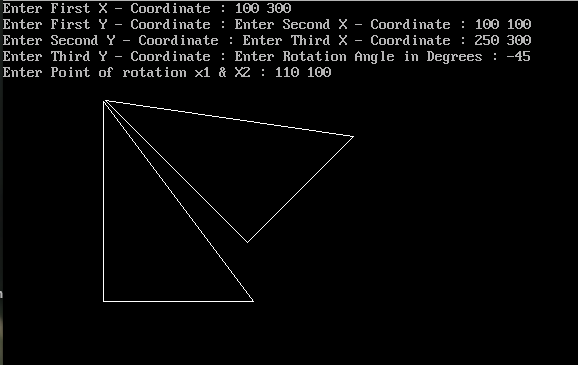 Enter First X - Coordinate : 100 300
Enter First Y - Coordinate : Enter Second X - Coordinate : 100 100
Enter Second Y - Coordinate : Enter Third X - Coordinate : 250 300
Enter Third Y - Coordinate : Enter Rotation Angle in Degrees : -45
Enter Point of rotation x1 & X2 : 110 100